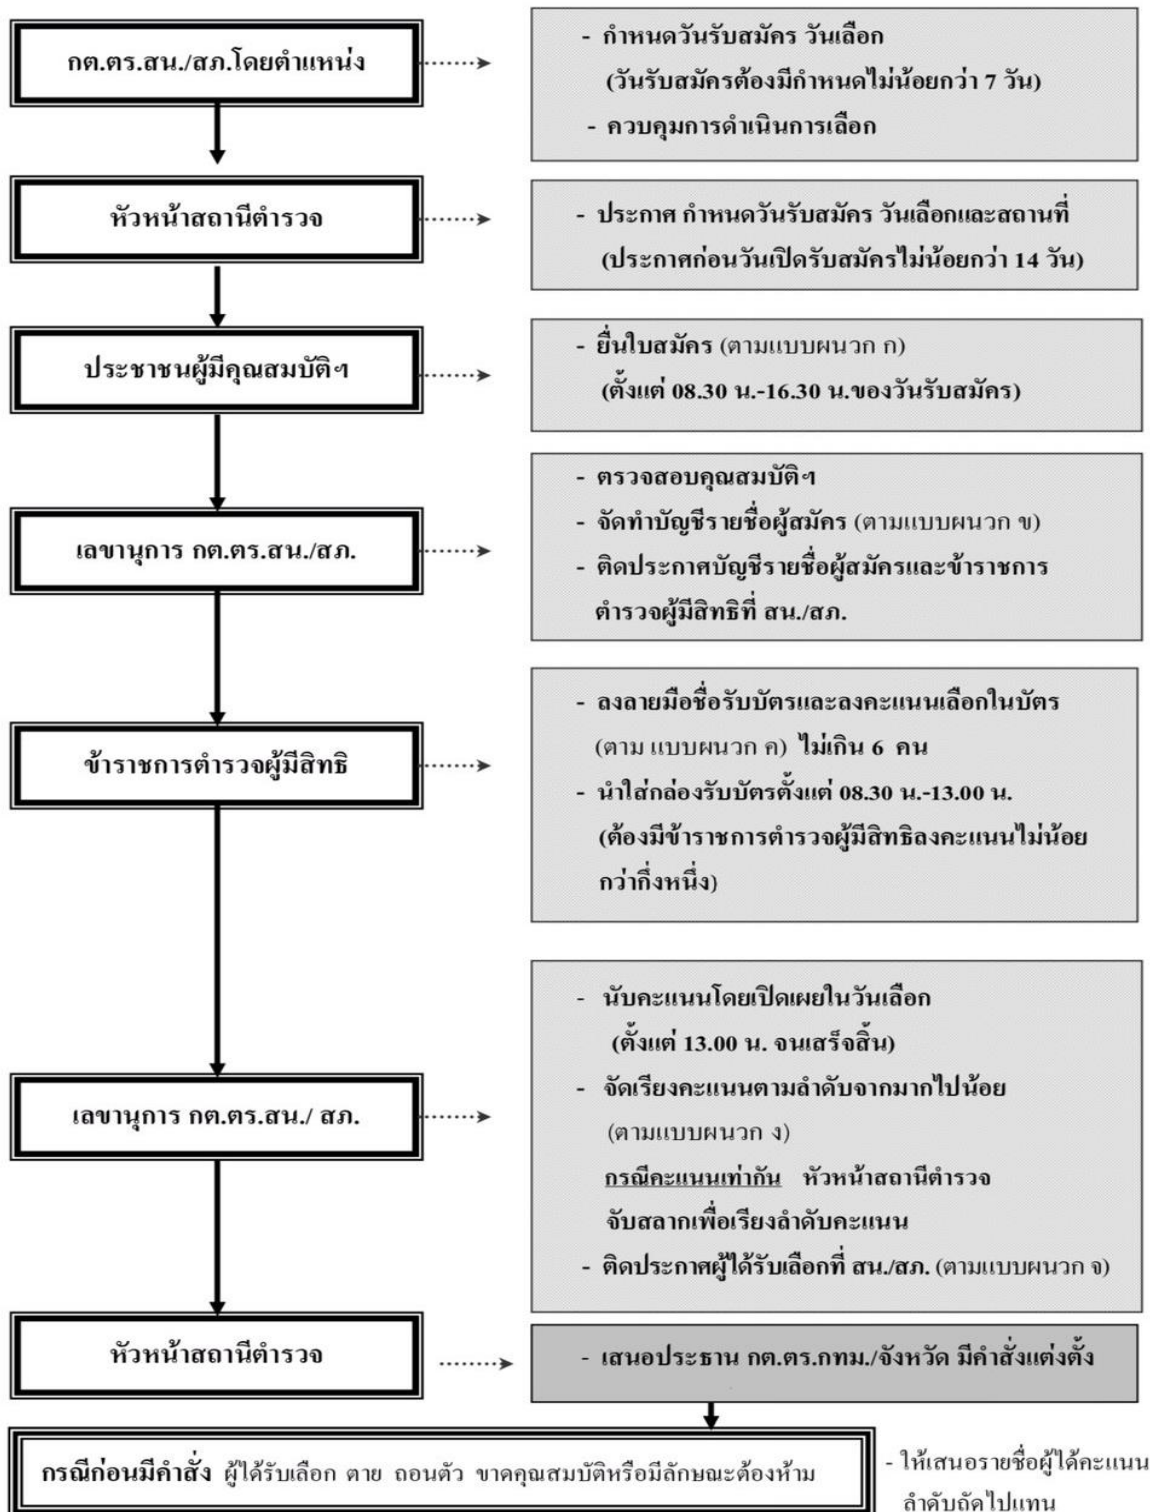 กต.ตร.สน./สภ.โดยตำแหน่ง
- กำหนดวันรับสมัคร วันเลือก
(วันรับสมัครต้องมีกำหนดไม่น้อยกว่า 7 วัน)
- ควบคุมการดำเนินการเลือก
หัวหน้าสถานีตำรวจ
- ประกาศ กำหนดวันรับสมัคร วันเลือกและสถานที่
(ประกาศก่อนวันเปิดรับสมัครไม่น้อยกว่า 14 วัน)
ประชาชนผู้มีคุณสมบัติฯ
- ยื่นใบสมัคร (ตามแบบผนวก ก)
(ตั้งแต่ 08.30 น.-16.30 น.ของวันรับสมัคร)
เลขานุการ กต.ตร.สน./สภ.
- ตรวจสอบคุณสมบัติฯ
- จัดทำบัญชีรายชื่อผู้สมัคร (ตามแบบผนวก ข)
- ติดประกาศบัญชีรายชื่อผู้สมัครและข้าราชการ
ตำรวจผู้มีสิทธิที่ สน./สภ.
ข้าราชการตำรวจผู้มีสิทธิ
- ลงลายมือชื่อรับบัตรและลงคะแนนเลือกในบัตร
(ตาม แบบผนวก ค) ไม่เกิน 6 คน
- นำใส่กล่องรับบัตรตั้งแต่ 08.30 น.-13.00 น.
(ต้องมีข้าราชการตำรวจผู้มีสิทธิลงคะแนนไม่น้อย
กว่ากึ่งหนึ่ง)
เลขานุการ กต.ตร.สน./ สภ.
- นับคะแนนโดยเปิดเผยในวันเลือก
(ตั้งแต่ 13.00 น. จนเสร็จสิ้น)
- จัดเรียงคะแนนตามลำดับจากมากไปน้อย
(ตามแบบผนวก ง)
กรณีคะแนนเท่ากัน หัวหน้าสถานีตำรวจ
จับสลากเพื่อเรียงลำดับคะแนน
- ติดประกาศผู้ได้รับเลือกที่ สน./สภ. (ตามแบบผนวก จ)
หัวหน้าสถานีตำรวจ
- เสนอประธาน กต.ตร.กทม./จังหวัด มีคำสั่งแต่งตั้ง
กรณีก่อนมีคำสั่ง ผู้ได้รับเลือก ตาย ถอนตัว ขาดคุณสมบัติหรือมีลักษณะต้องห้าม
- ให้เสนอรายชื่อผู้ได้คะแนน
ลำดับถัดไปแทน